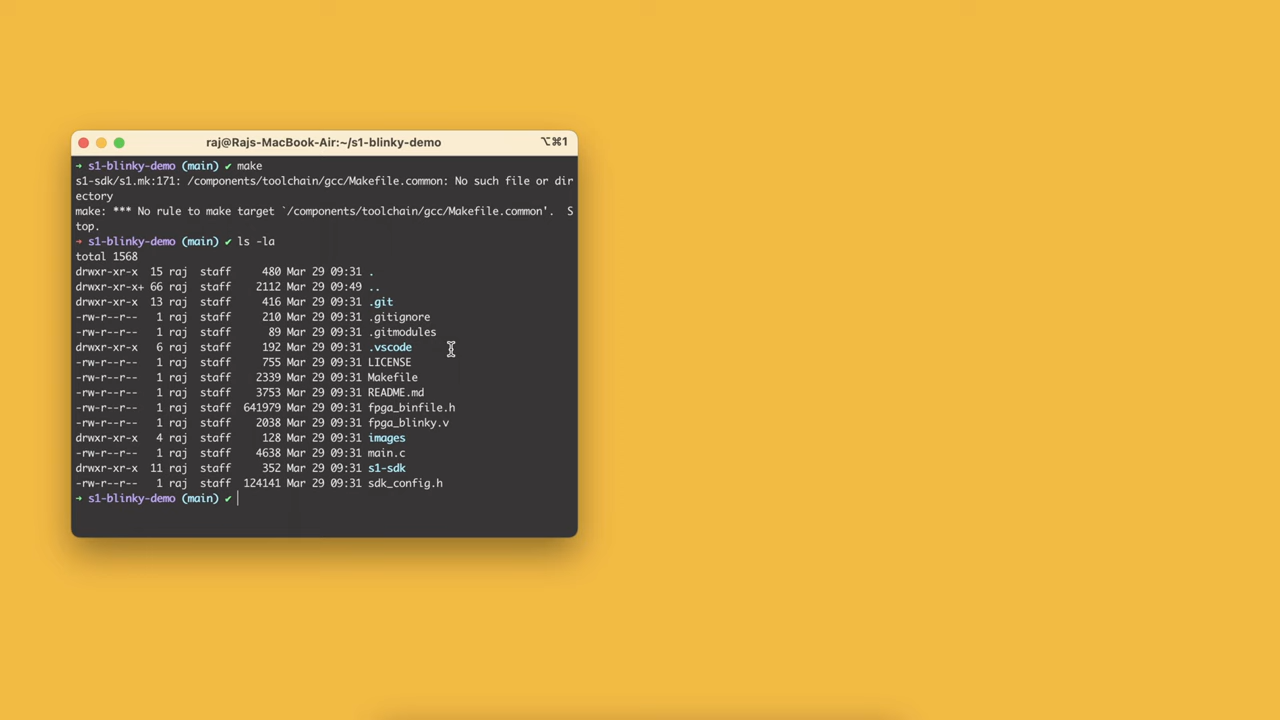 raj@Rajs-MacBook-Air:~/s1-blinky-demo ⌥⌘1
➜ s1-blinky-demo (main) ✔ make
s1-sdk/s1.mk:171: /components/toolchain/gcc/Makefile.common: No such file or dir
ectory
make: *** No rule to make target `/components/toolchain/gcc/Makefile.common'.  S
top.
➜ s1-blinky-demo (main) ✔ ls -la
total 1568
drwxr-xr-x  15 raj  staff     480 Mar 29 09:31 .
drwxr-xr-x+ 66 raj  staff    2112 Mar 29 09:49 ..
drwxr-xr-x  13 raj  staff     416 Mar 29 09:31 .git
-rw-r--r--   1 raj  staff     210 Mar 29 09:31 .gitignore
-rw-r--r--   1 raj  staff      89 Mar 29 09:31 .gitmodules
drwxr-xr-x   6 raj  staff     192 Mar 29 09:31 .vscode
-rw-r--r--   1 raj  staff     755 Mar 29 09:31 LICENSE
-rw-r--r--   1 raj  staff    2339 Mar 29 09:31 Makefile
-rw-r--r--   1 raj  staff    3753 Mar 29 09:31 README.md
-rw-r--r--   1 raj  staff  641979 Mar 29 09:31 fpga_binfile.h
-rw-r--r--   1 raj  staff    2038 Mar 29 09:31 fpga_blinky.v
drwxr-xr-x   4 raj  staff     128 Mar 29 09:31 images
-rw-r--r--   1 raj  staff    4638 Mar 29 09:31 main.c
drwxr-xr-x  11 raj  staff     352 Mar 29 09:31 s1-sdk
-rw-r--r--   1 raj  staff  124141 Mar 29 09:31 sdk_config.h
➜ s1-blinky-demo (main) ✔